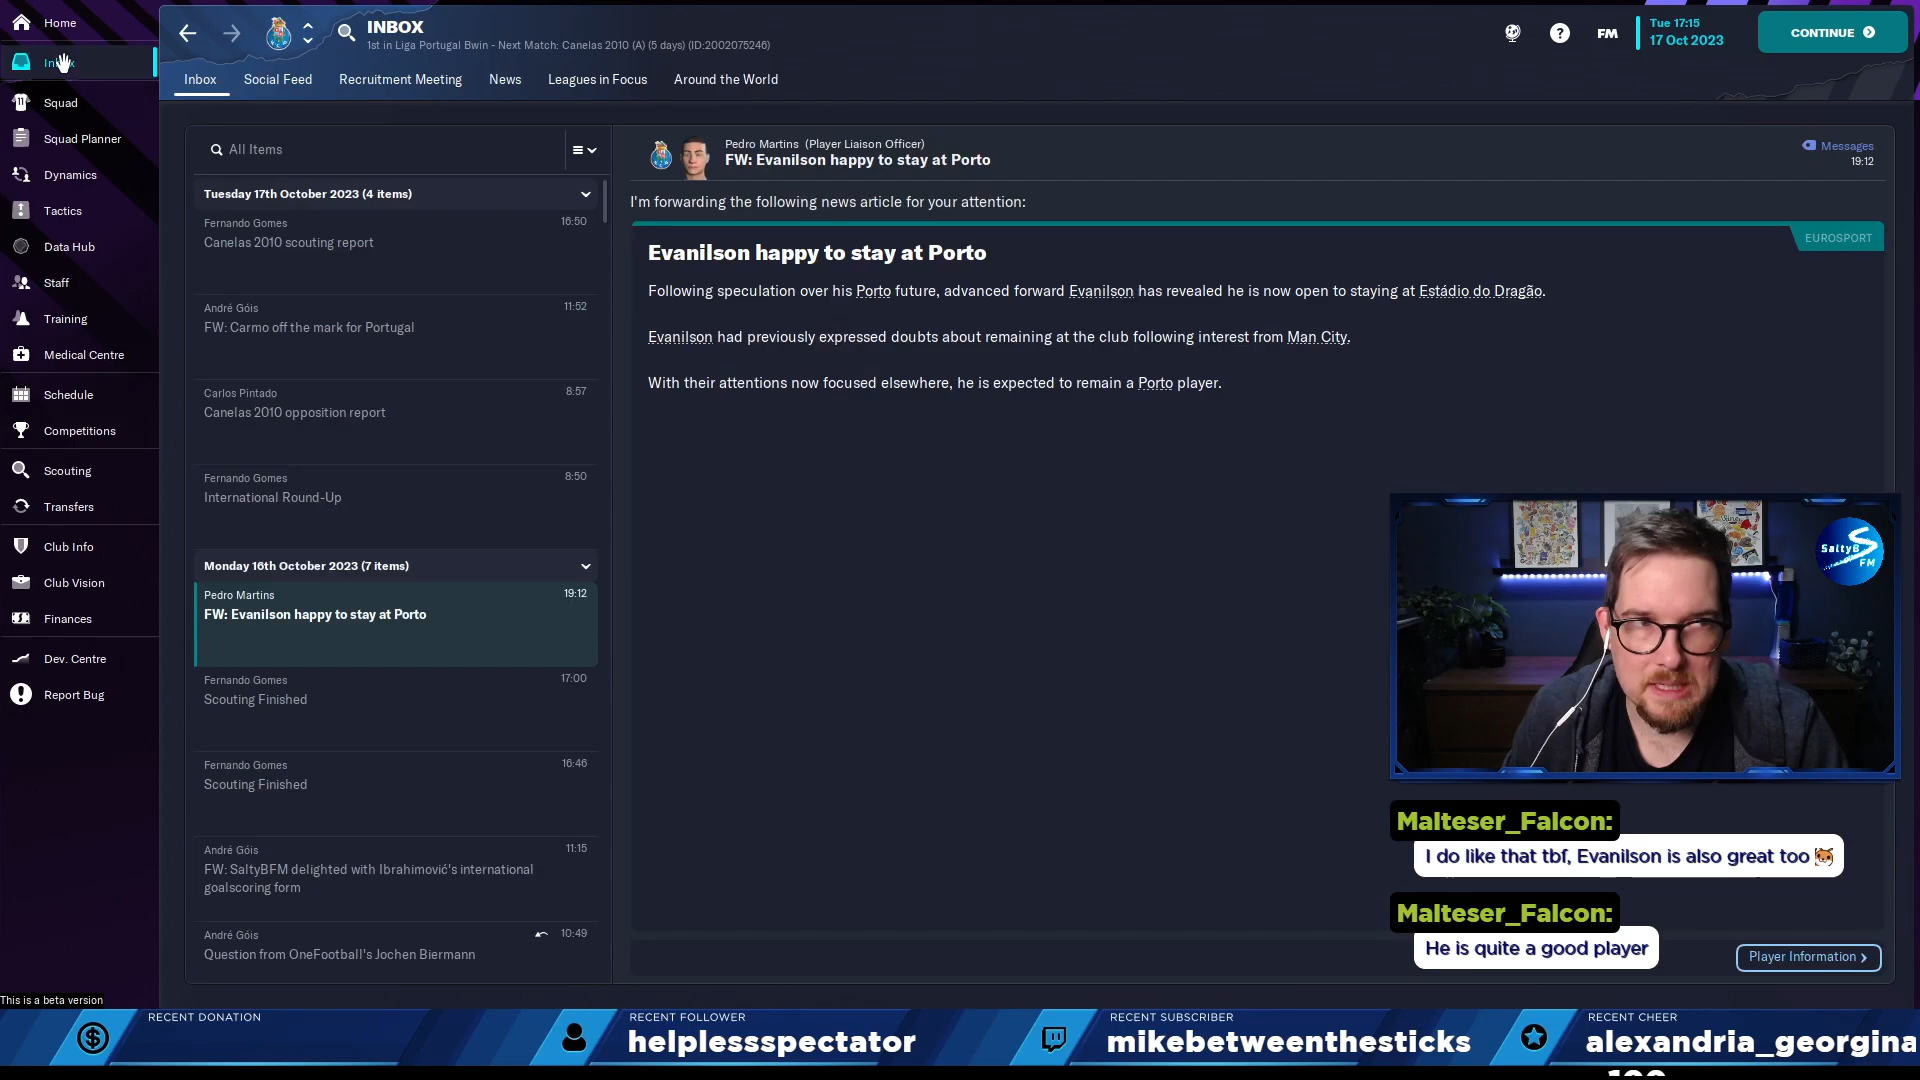 Home
Inbox
Squad
Squad Planner
Dynamics
Tactics
Data Hub
Staff
Training
Medical Centre
Schedule
Competitions
Scouting
Transfers
Club Info
Club Vision
Finances
Dev. Centre
Report Bug
This is a beta version
INBOX
1st in Liga Portugal Bwin - Next Match: Canelas 2010 (A) (5 days) (ID:2002075246)
FM
Tue 17:15
17 Oct 2023
CONTINUE
Inbox Social Feed Recruitment Meeting News Leagues in Focus Around the World
All Items
Tuesday 17th October 2023 (4 items)
Fernando Gomes 16:50
Canelas 2010 scouting report
André Góis 11:52
FW: Carmo off the mark for Portugal
Carlos Pintado 8:57
Canelas 2010 opposition report
Fernando Gomes 8:50
International Round-Up
Monday 16th October 2023 (7 items)
Pedro Martins 19:12
FW: Evanilson happy to stay at Porto
Fernando Gomes 17:00
Scouting Finished
Fernando Gomes 16:46
Scouting Finished
André Góis 11:15
FW: SaltyBFM delighted with Ibrahimović's international
goalscoring form
André Góis 10:49
Question from OneFootball's Jochen Biermann
Pedro Martins (Player Liaison Officer)
FW: Evanilson happy to stay at Porto
Messages
19:12
I'm forwarding the following news article for your attention:
EUROSPORT
Evanilson happy to stay at Porto
Following speculation over his Porto future, advanced forward Evanilson has revealed he is now open to staying at Estádio do Dragão.
Evanilson had previously expressed doubts about remaining at the club following interest from Man City.
With their attentions now focused elsewhere, he is expected to remain a Porto player.
SaltyB
FM
Malteser_Falcon:
I do like that tbf, Evanilson is also great too
Malteser_Falcon:
He is quite a good player
Player Information
RECENT DONATION
RECENT FOLLOWER
helplessspectator
RECENT SUBSCRIBER
mikebetweenthesticks
RECENT CHEER
alexandria_georgina